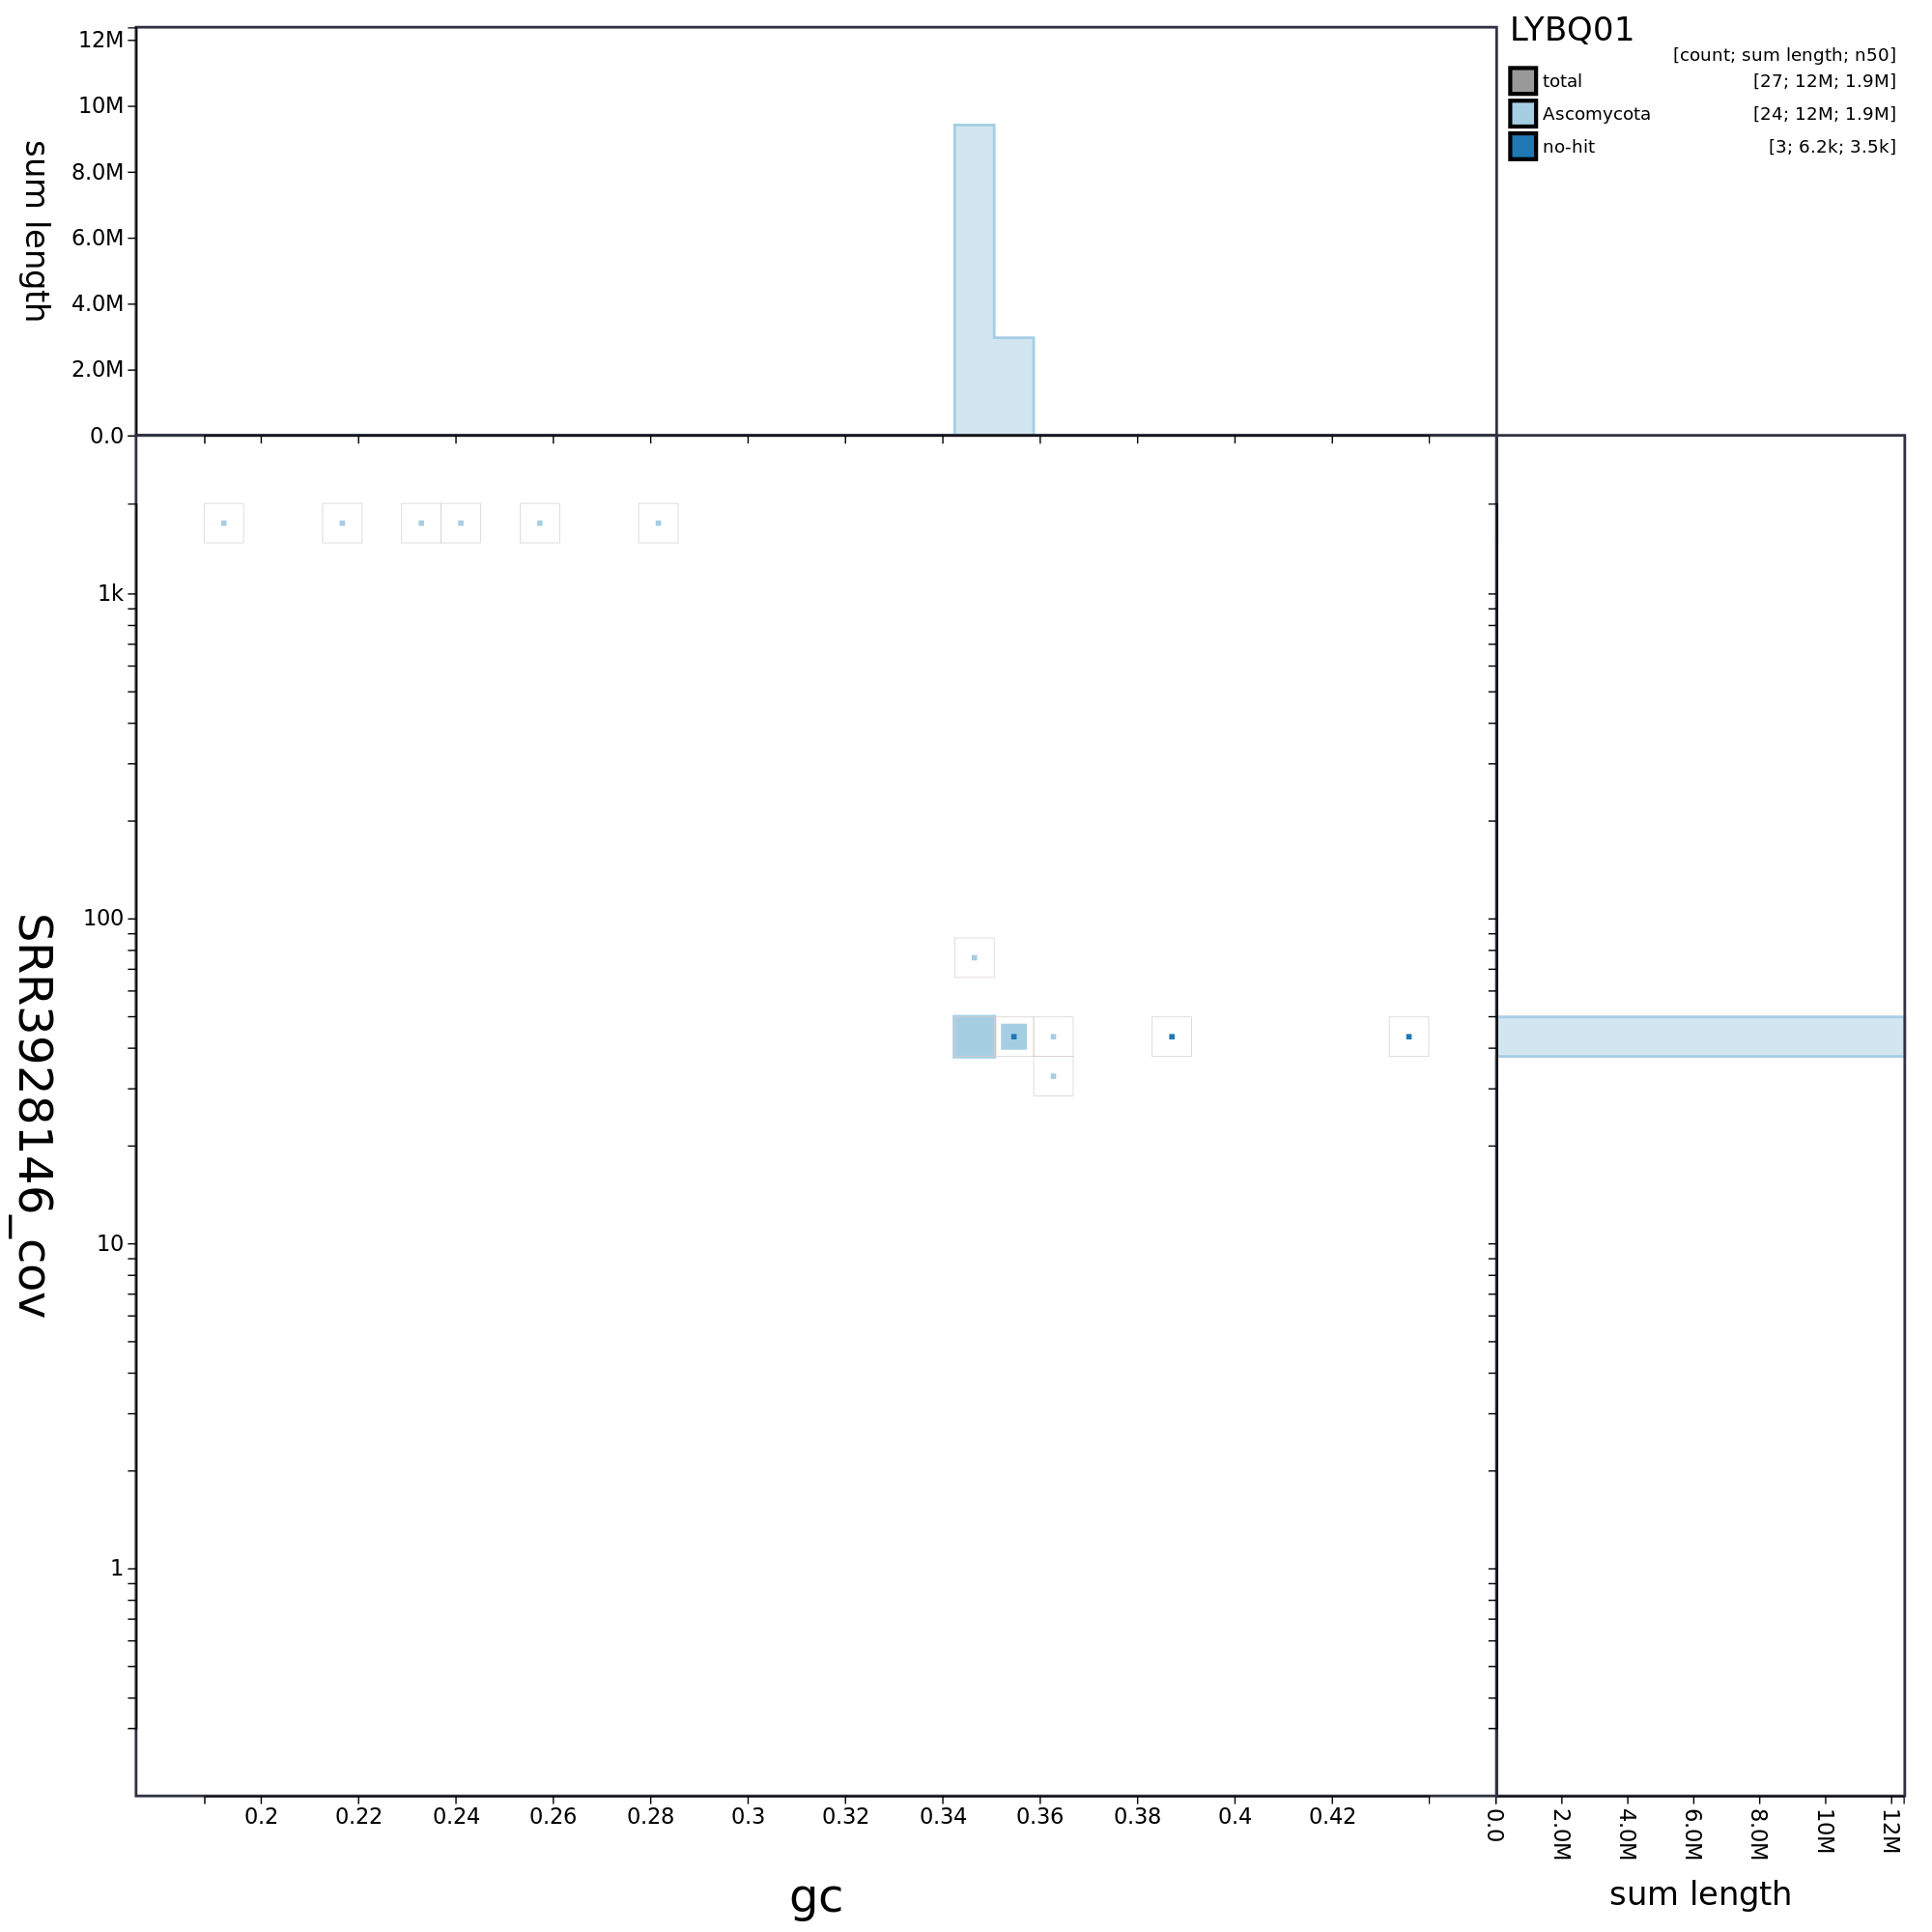 LYBQ01
[count; sum length; n50]
total [27; 12M; 1.9M]
Ascomycota [24; 12M; 1.9M]
no-hit [3; 6.2k; 3.5k]
sum length
12M
10M
8.0M
6.0M
4.0M
2.0M
0.0
SRR3928146_cov
1k
100
10
1
0.2 0.22 0.24 0.26 0.28 0.3 0.32 0.34 0.36 0.38 0.4 0.42
gc
0.0 2.0M 4.0M 6.0M 8.0M 10M 12M
sum length